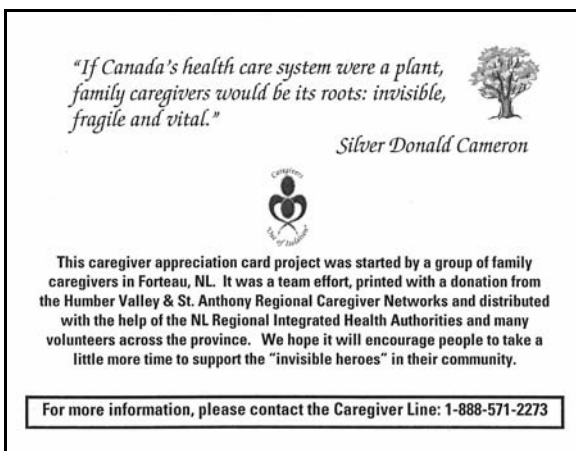 “If Canada’s health care system were a plant,
family caregivers would be its roots: invisible,
fragile and vital.”
Silver Donald Cameron
Caregivers
"Out of Isolation"
This caregiver appreciation card project was started by a group of family
caregivers in Forteau, NL. It was a team effort, printed with a donation from
the Humber Valley & St. Anthony Regional Caregiver Networks and distributed
with the help of the NL Regional Integrated Health Authorities and many
volunteers across the province. We hope it will encourage people to take a
little more time to support the “invisible heroes” in their community.
For more information, please contact the Caregiver Line: 1-888-571-2273